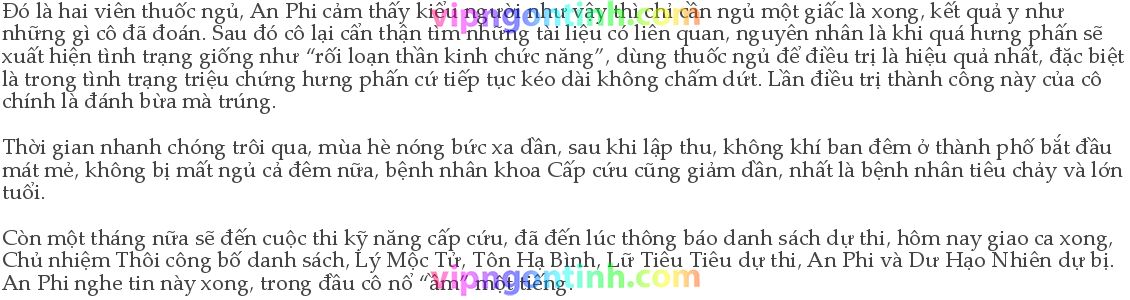 Đó là hai viên thuốc ngủ, An Phi cảm thấy kiểu người như vậy thì chỉ cần ngủ một giấc là xong, kết quả y như
những gì cô đã đoán. Sau đó cô lại cẩn thận tìm những tài liệu có liên quan, nguyên nhân là khi quá hưng phấn sẽ
xuất hiện tình trạng giống như “rối loạn thần kinh chức năng”, dùng thuốc ngủ để điều trị là hiệu quả nhất, đặc biệt
là trong tình trạng triệu chứng hưng phấn cứ tiếp tục kéo dài không chấm dứt. Lần điều trị thành công này của cô
chính là đánh bừa mà trúng.
Thời gian nhanh chóng trôi qua, mùa hè nóng bức xa dần, sau khi lập thu, không khí ban đêm ở thành phố bắt đầu
mát mẻ, không bị mất ngủ cả đêm nữa, bệnh nhân khoa Cấp cứu cũng giảm dần, nhất là bệnh nhân tiêu chảy và lớn
tuổi.
Còn một tháng nữa sẽ đến cuộc thi kỹ năng cấp cứu, đã đến lúc thông báo danh sách dự thi, hôm nay giao ca xong,
Chủ nhiệm Thôi công bố danh sách, Lý Mộc Tử, Tôn Hạ Bình, Lữ Tiêu Tiêu dự thi, An Phi và Dư Hạo Nhiên dự bị.
An Phi nghe tin này xong, trong đầu cô nổ “ầm” một tiếng.
vipngontinh.com
vipngontinh.com
vipngontinh.com
vipngontinh.com